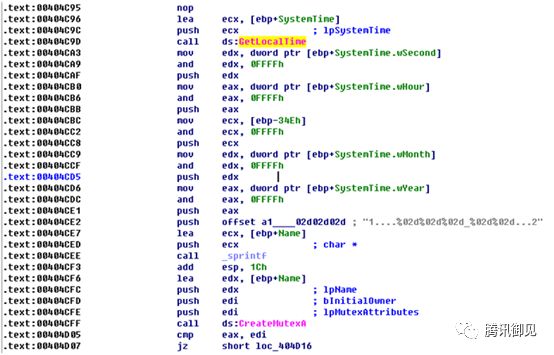 .text:00404C95 nop
.text:00404C96 lea ecx, [ebp+SystemTime]
.text:00404C9C push ecx ; lpSystemTime
.text:00404C9D call ds:GetLocalTime
.text:00404CA3 mov edx, dword ptr [ebp+SystemTime.wSecond]
.text:00404CA9 and edx, 0FFFFh
.text:00404CAF push edx
.text:00404CB0 mov eax, dword ptr [ebp+SystemTime.wHour]
.text:00404CB6 and eax, 0FFFFh
.text:00404CBB push eax
.text:00404CBC mov ecx, [ebp-34Eh]
.text:00404CC2 and ecx, 0FFFFh
.text:00404CC8 push ecx
.text:00404CC9 mov edx, dword ptr [ebp+SystemTime.wMonth]
.text:00404CCF and edx, 0FFFFh
.text:00404CD5 push edx
.text:00404CD6 mov eax, dword ptr [ebp+SystemTime.wYear]
.text:00404CDC and eax, 0FFFFh
.text:00404CE1 push eax
.text:00404CE2 push offset a1____02d02d02d ; "1....%02d%02d%02d_%02d%02d...2"
.text:00404CE7 lea ecx, [ebp+Name]
.text:00404CED push ecx ; char *
.text:00404CEE call _sprintf
.text:00404CF3 add esp, 1Ch
.text:00404CF6 lea edx, [ebp+Name]
.text:00404CFC push edx ; lpName
.text:00404CFD push edi ; bInitialOwner
.text:00404CFE push edi ; lpMutexAttributes
.text:00404CFF call ds:CreateMutexA
.text:00404D05 cmp eax, edi
.text:00404D07 jz short loc_404D16
腾讯御见